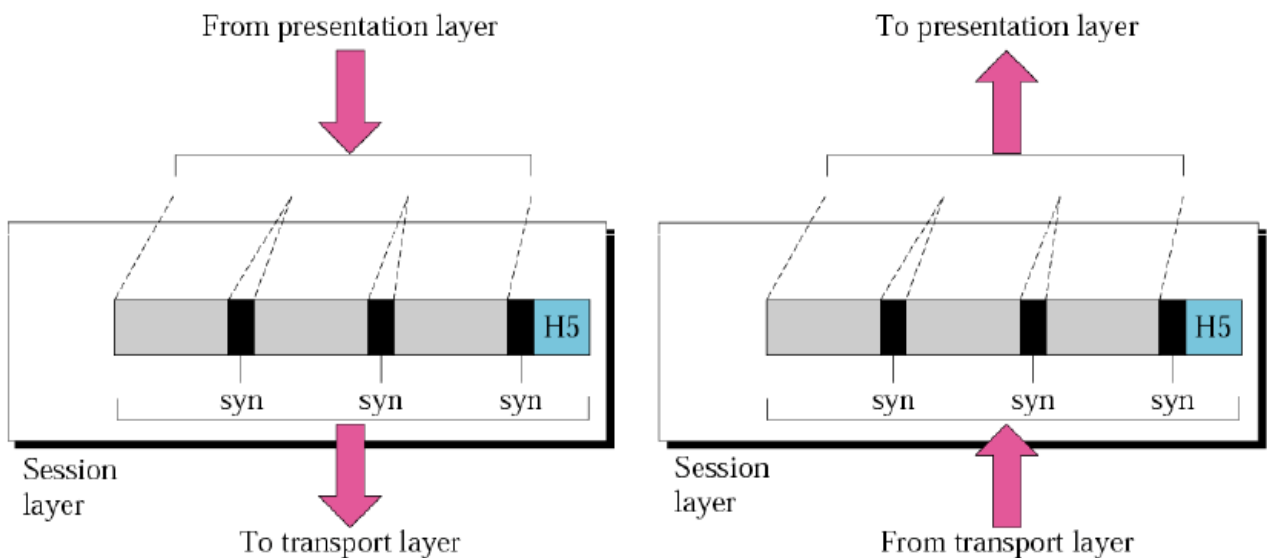 From presentation layer
To presentation layer
H5
H5
syn syn syn
syn syn syn
Session
layer
Session
layer
To transport layer
From transport layer